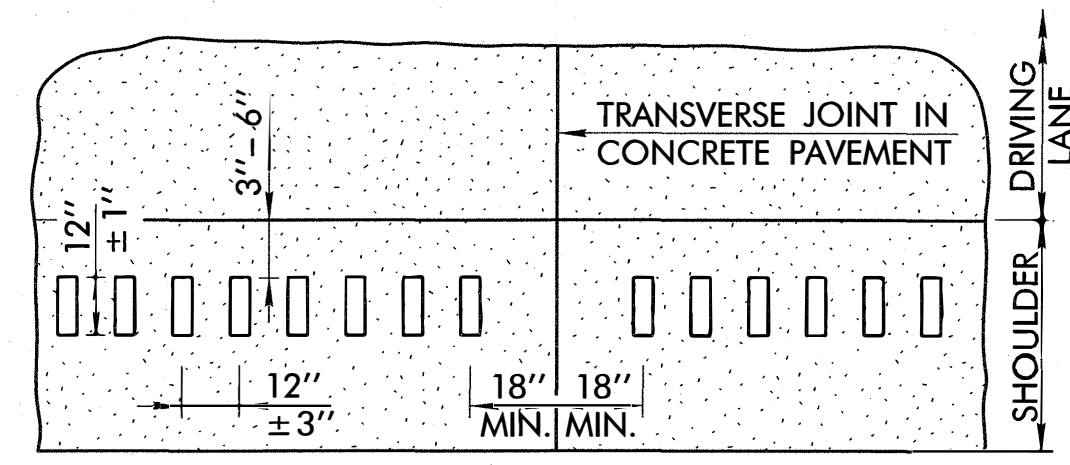 TRANSVERSE JOINT IN
CONCRETE PAVEMENT
DRIVING
LANE
3"-6"
12"
±1"
SHOULDER
12"
±3"
18"
MIN.
18"
MIN.